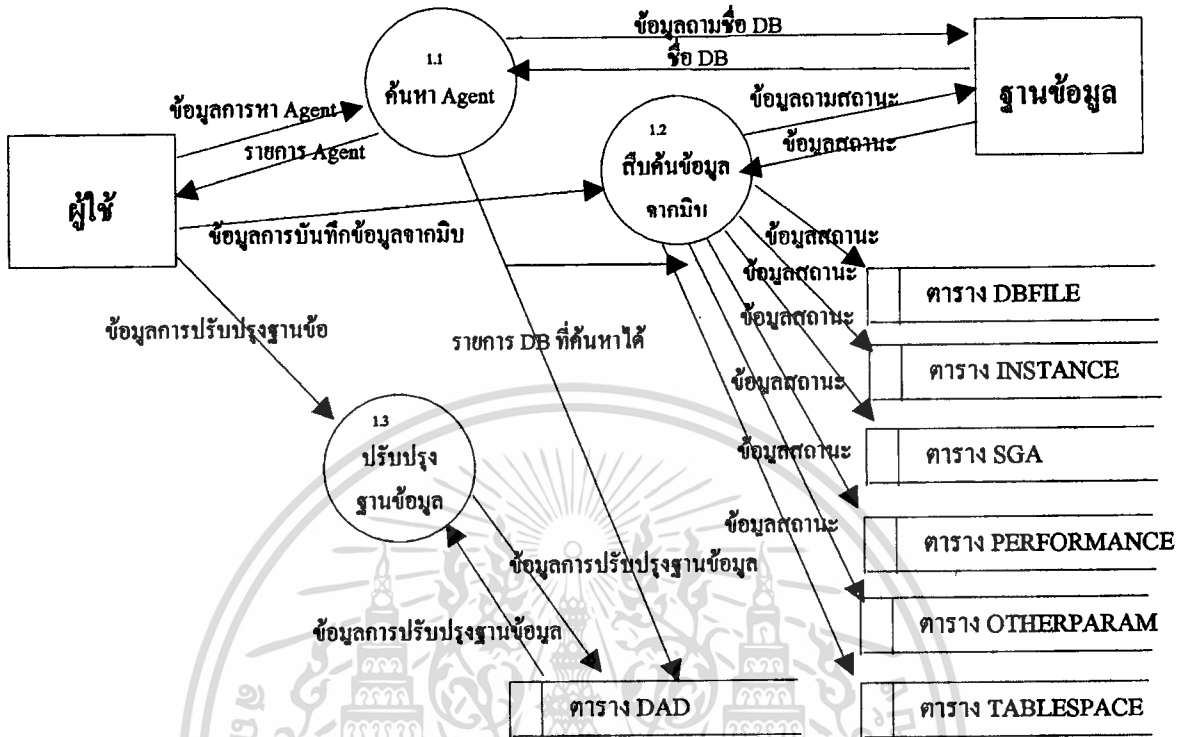 ข้อมูลถามชื่อ DB
ชื่อ DB
1.1
ค้นหา Agent
ฐานข้อมูล
ข้อมูลการหา Agent
รายการ Agent
ข้อมูลถามสถานะ
ข้อมูลสถานะ
1.2
สืบค้นข้อมูล
จากมิบ
ผู้ใช้
ข้อมูลการบันทึกข้อมูลจากมิบ
ข้อมูลสถานะ
ข้อมูลสถานะ
ตาราง DBFILE
ข้อมูลสถานะ
ข้อมูลการปรับปรุงฐานข้อ
รายการ DB ที่ค้นหาได้
ตาราง INSTANCE
ข้อมูลสถานะ
1.3
ปรับปรุง
ฐานข้อมูล
ข้อมูลสถานะ
ตาราง SGA
ข้อมูลสถานะ
ตาราง PERFORMANCE
ข้อมูลการปรับปรุงฐานข้อมูล
ข้อมูลการปรับปรุงฐานข้อมูล
ตาราง OTHERPARAM
ตาราง DAD
ตาราง TABLESPACE